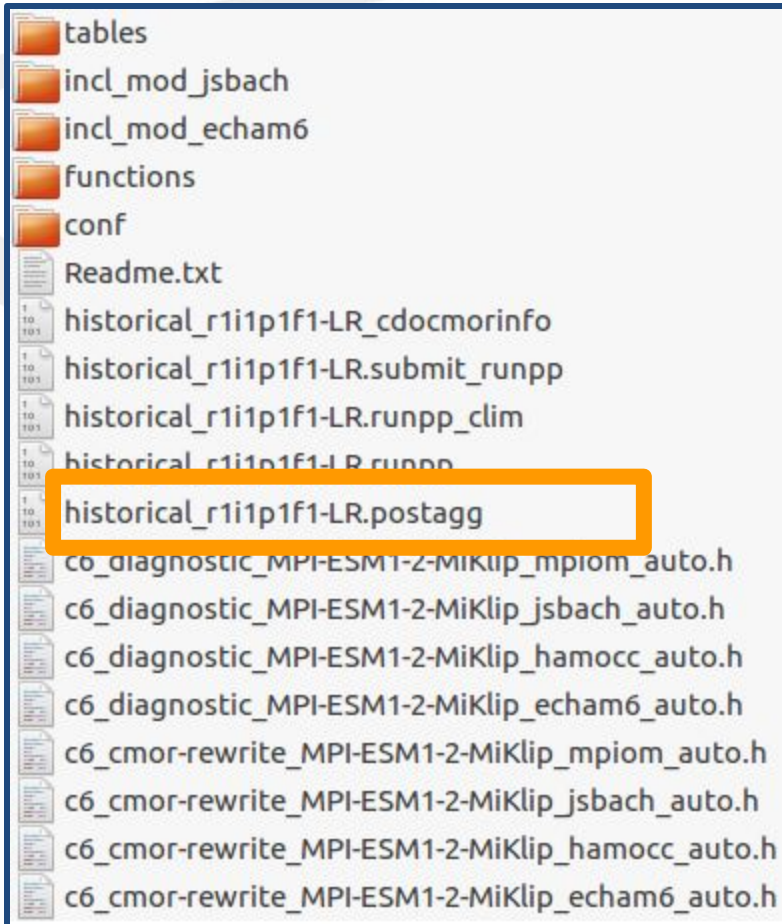 tables
incl_mod_jsbach
incl_mod_echam6
functions
conf
Readme.txt
historical_r1i1p1f1-LR_cdocmorinfo
historical_r1i1p1f1-LR.submit_runpp
historical_r1i1p1f1-LR.runpp_clim
historical_r1i1p1f1-LR.runpp
historical_r1i1p1f1-LR.postagg
c6_diagnostic_MPI-ESM1-2-MiKlip_mpiom_auto.h
c6_diagnostic_MPI-ESM1-2-MiKlip_jsbach_auto.h
c6_diagnostic_MPI-ESM1-2-MiKlip_hamocc_auto.h
c6_diagnostic_MPI-ESM1-2-MiKlip_echam6_auto.h
c6_cmor-rewrite_MPI-ESM1-2-MiKlip_mpiom_auto.h
c6_cmor-rewrite_MPI-ESM1-2-MiKlip_jsbach_auto.h
c6_cmor-rewrite_MPI-ESM1-2-MiKlip_hamocc_auto.h
c6_cmor-rewrite_MPI-ESM1-2-MiKlip_echam6_auto.h